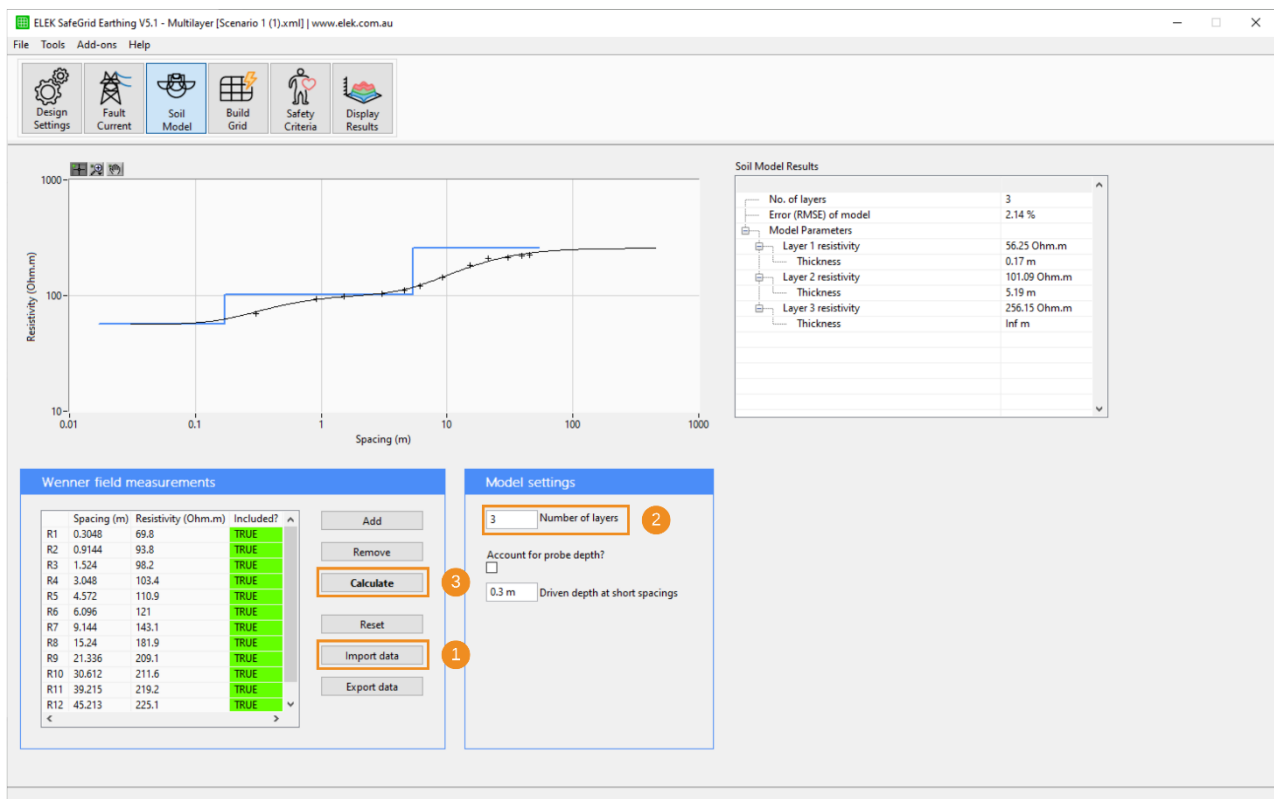 ELEK SafeGrid Earthing V5.1 - Multilayer [Scenario 1 (1).xml] | www.elek.com.au
File Tools Add-ons Help
Design Settings
Fault Current
Soil Model
Build Grid
Safety Criteria
Display Results
1000
100
10
Resistivity (Ohm.m)
0.01 0.1 1 10 100 1000
Spacing (m)
Soil Model Results
No. of layers 3
Error (RMSE) of model 2.14 %
Model Parameters
Layer 1 resistivity 56.25 Ohm.m
Thickness 0.17 m
Layer 2 resistivity 101.09 Ohm.m
Thickness 5.19 m
Layer 3 resistivity 256.15 Ohm.m
Thickness Inf m
Wenner field measurements
Spacing (m) Resistivity (Ohm.m) Included?
R1 0.3048 69.8 TRUE
R2 0.9144 93.8 TRUE
R3 1.524 98.2 TRUE
R4 3.048 103.4 TRUE
R5 4.572 110.9 TRUE
R6 6.096 121 TRUE
R7 9.144 143.1 TRUE
R8 15.24 181.9 TRUE
R9 21.336 209.1 TRUE
R10 30.612 211.6 TRUE
R11 39.215 219.2 TRUE
R12 45.213 225.1 TRUE
Add
Remove
Calculate 3
Reset
Import data 1
Export data
Model settings
3 Number of layers 2
Account for probe depth?
0.3 m Driven depth at short spacings